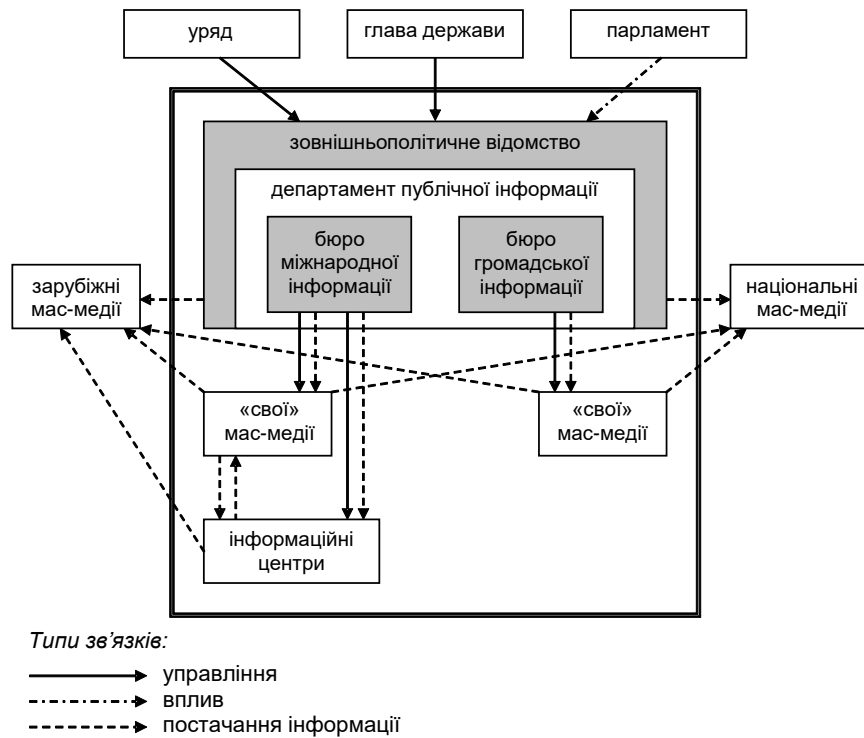 уряд
глава держави
парламент
зовнішньополітичне відомство
департамент публічної інформації
бюро
міжнародної
інформації
бюро
громадської
інформації
зарубіжні
мас-медії
національні
мас-медії
«свої»
мас-медії
«свої»
мас-медії
інформаційні
центри
Типи зв’язків:
управління
вплив
постачання інформації